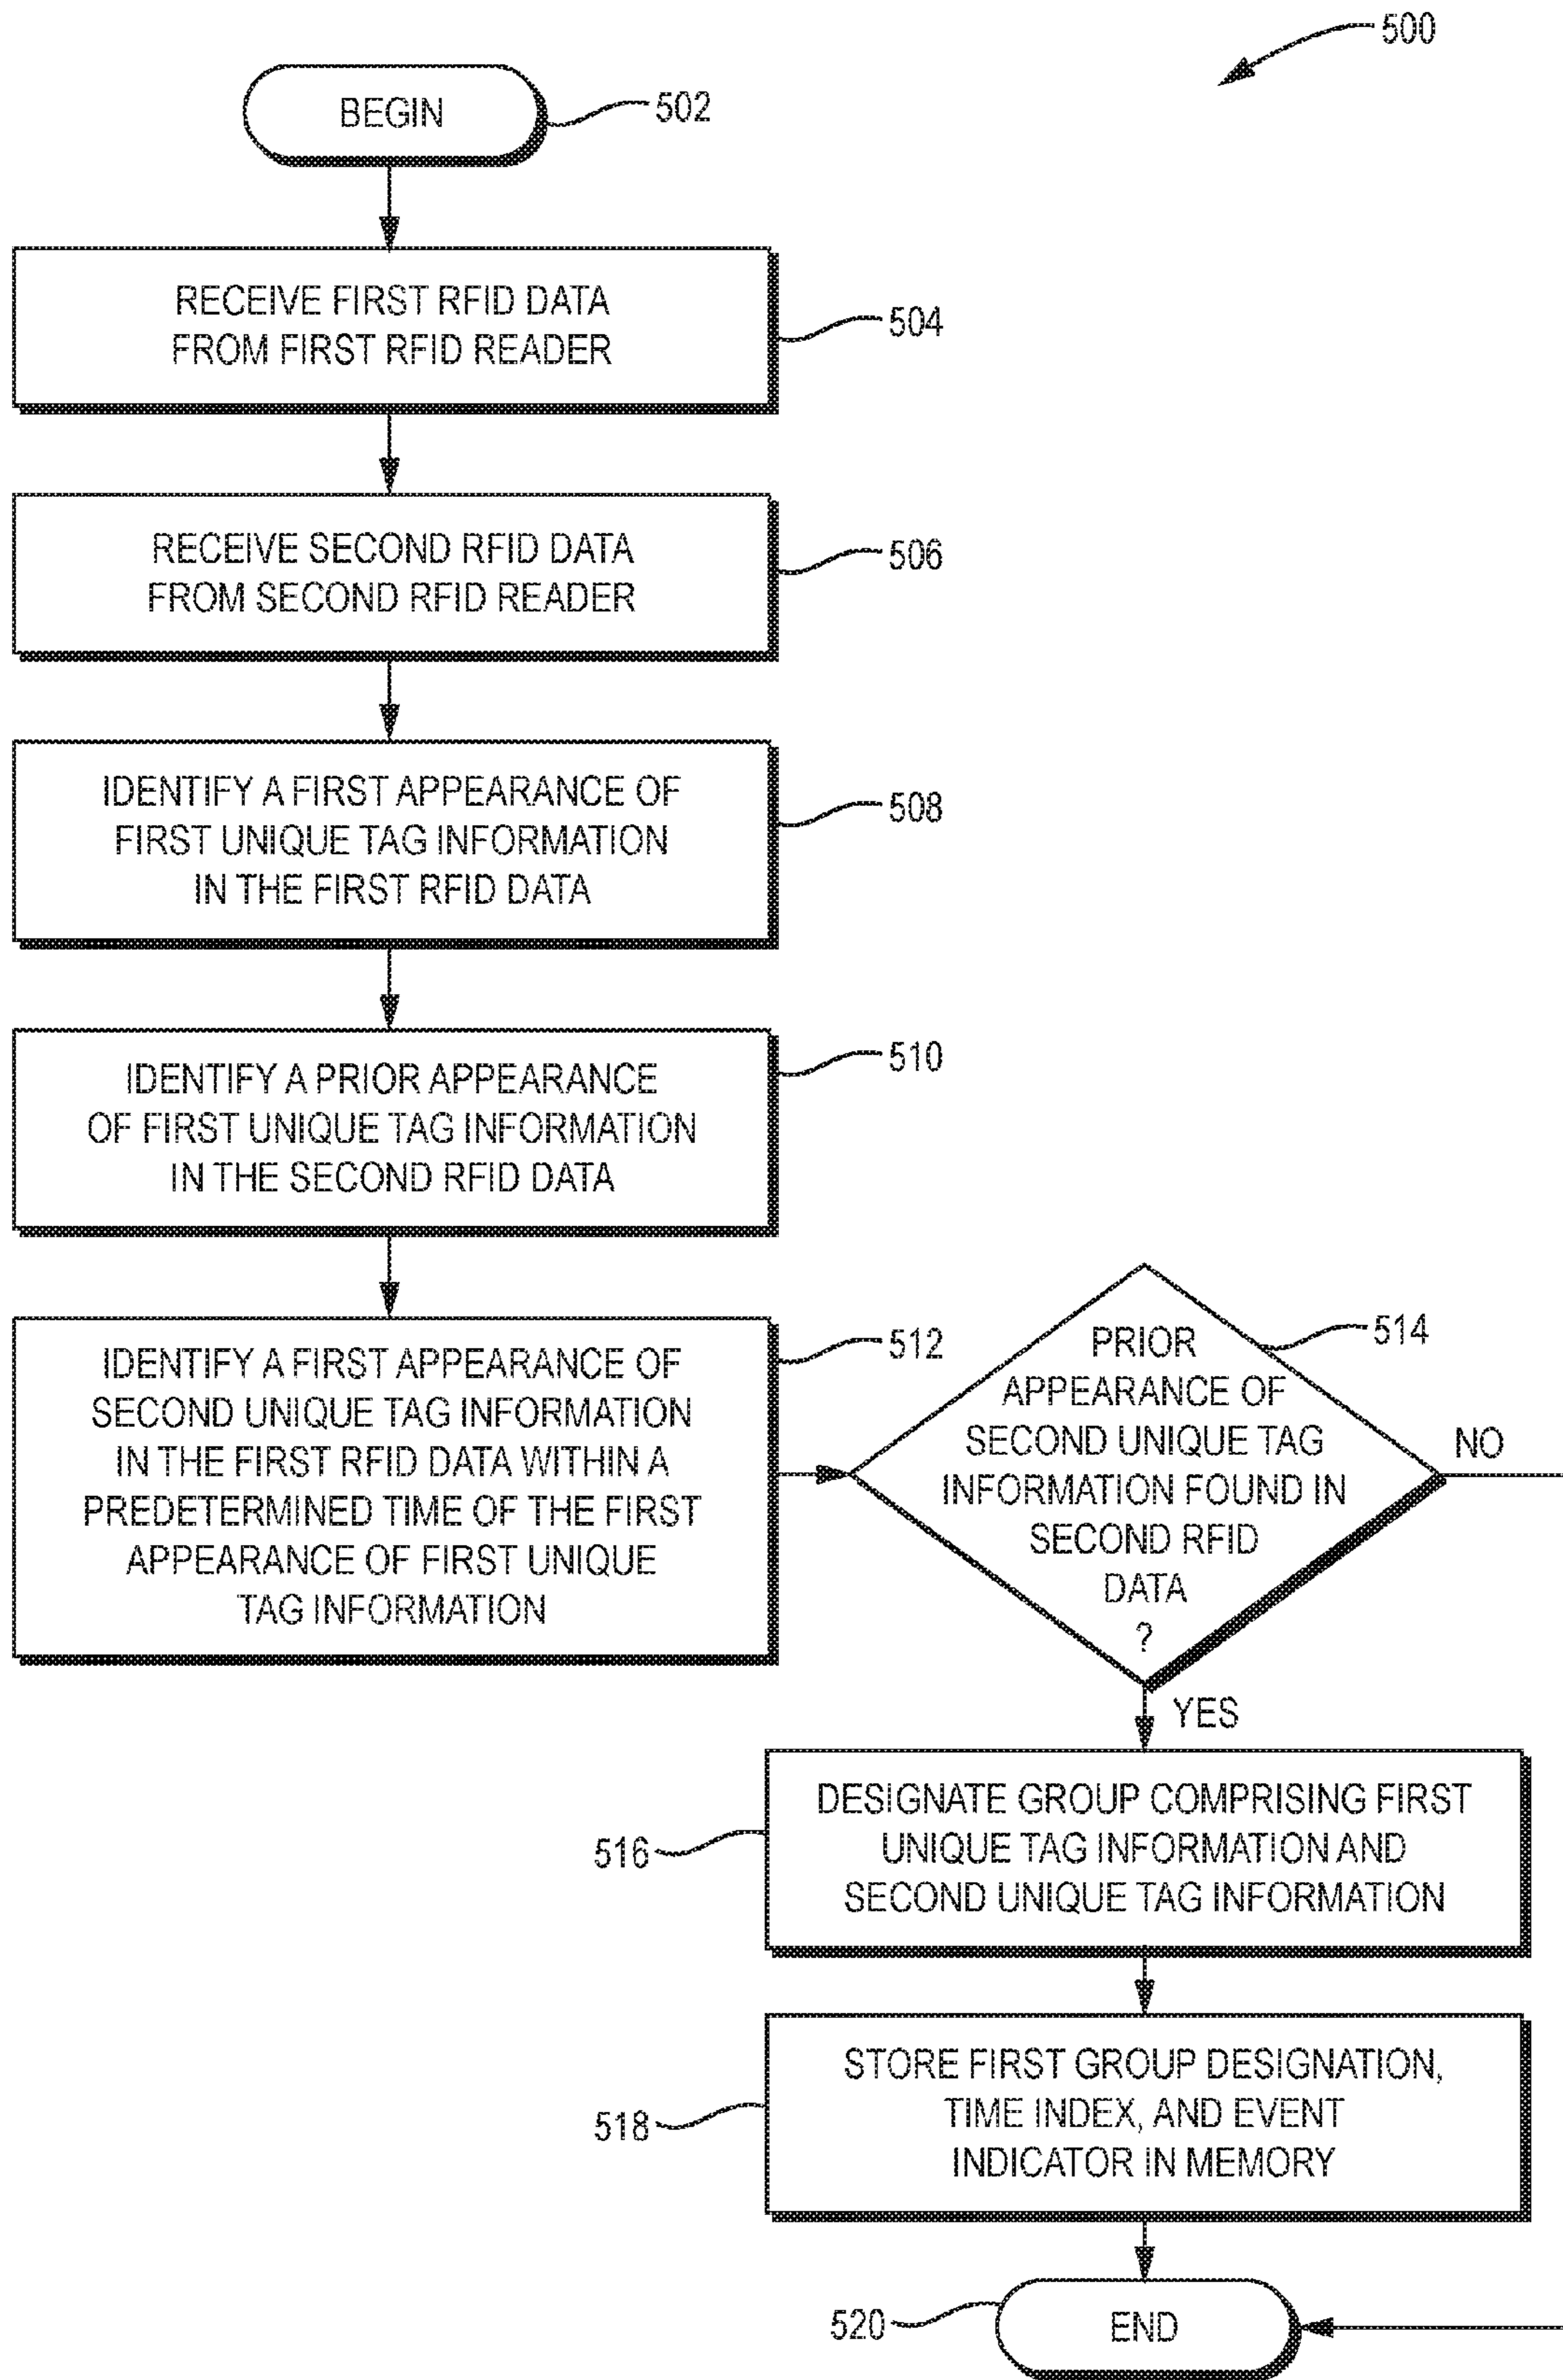 500
BEGIN
502
RECEIVE FIRST RFID DATA
FROM FIRST RFID READER
504
RECEIVE SECOND RFID DATA
FROM SECOND RFID READER
506
IDENTIFY A FIRST APPEARANCE OF
FIRST UNIQUE TAG INFORMATION
IN THE FIRST RFID DATA
508
IDENTIFY A PRIOR APPEARANCE
OF FIRST UNIQUE TAG INFORMATION
IN THE SECOND RFID DATA
510
IDENTIFY A FIRST APPEARANCE OF
SECOND UNIQUE TAG INFORMATION
IN THE FIRST RFID DATA WITHIN A
PREDETERMINED TIME OF THE FIRST
APPEARANCE OF FIRST UNIQUE
TAG INFORMATION
512
PRIOR
APPEARANCE OF
SECOND UNIQUE TAG
INFORMATION FOUND IN
SECOND RFID
DATA
?
514
NO
YES
DESIGNATE GROUP COMPRISING FIRST
UNIQUE TAG INFORMATION AND
SECOND UNIQUE TAG INFORMATION
516
STORE FIRST GROUP DESIGNATION,
TIME INDEX, AND EVENT
INDICATOR IN MEMORY
518
END
520